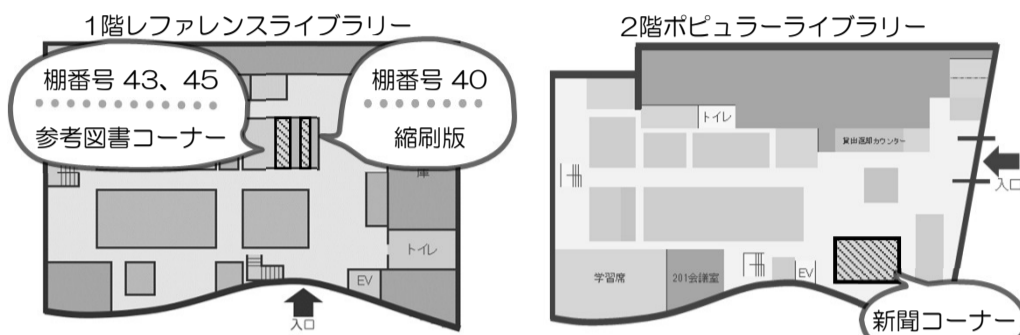 1階レファレンスライブラリー
棚番号 43、45
参考図書コーナー
棚番号 40
縮刷版
庫
トイレ
EV
入口
2階ポピュラーライブラリー
トイレ
貸出返却カウンター
入口
学習席
201会議室
EV
新聞コーナー